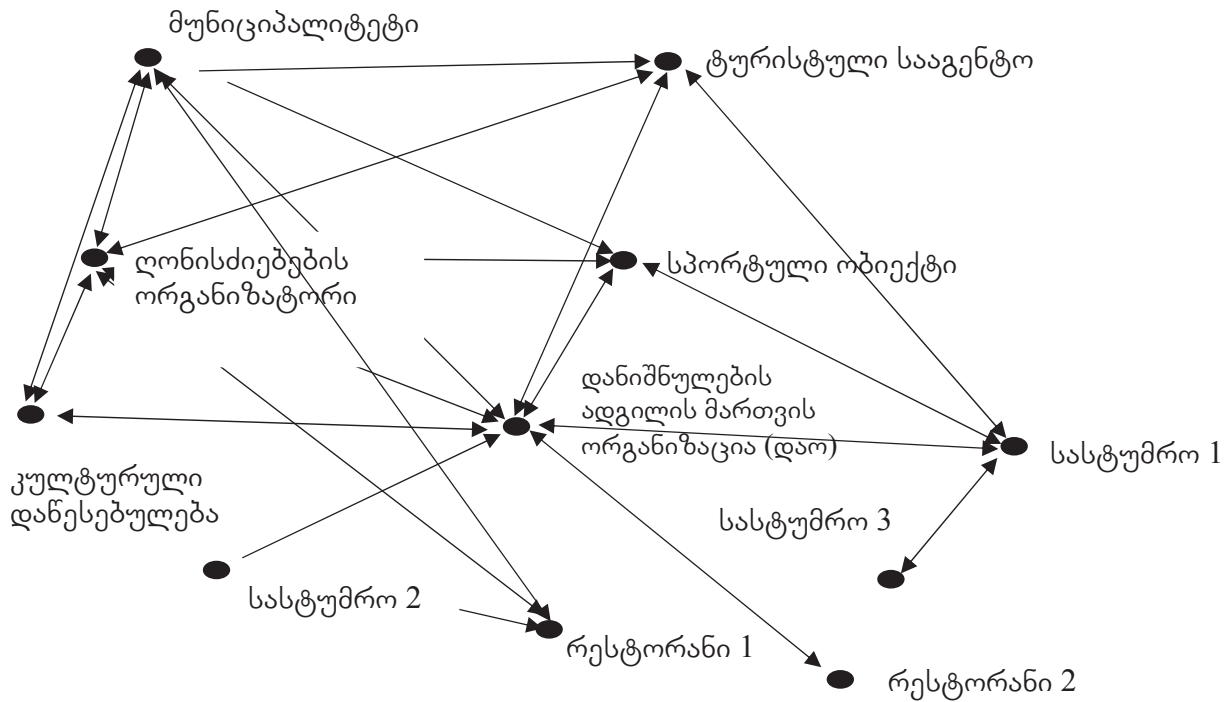 მუნიციპალიტეტი
ტურისტული სააგენტო
ღონისძიებების
ორგანიზატორი
სპორტული ობიექტი
დანიშნულების
ადგილის მართვის
ორგანიზაცია (დაო)
სასტუმრო 1
კულტურული
დაწესებულება
სასტუმრო 3
სასტუმრო 2
რესტორანი 1
რესტორანი 2